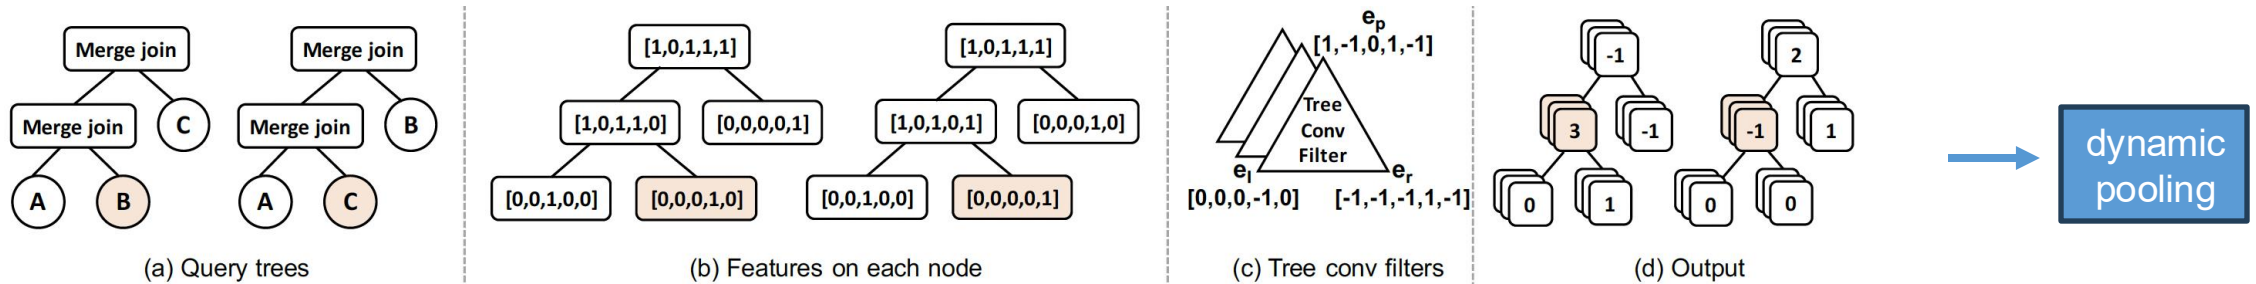 Merge join
Merge join
C
A
B
Merge join
Merge join
B
A
C
(a) Query trees
[1,0,1,1,1]
[1,0,1,1,0]
[0,0,0,0,1]
[0,0,1,0,0]
[0,0,0,1,0]
[1,0,1,1,1]
[1,0,1,0,1]
[0,0,0,1,0]
[0,0,1,0,0]
[0,0,0,0,1]
(b) Features on each node
ep
[1,-1,0,1,-1]
Tree
Conv
Filter
el
er
[0,0,0,-1,0]
[-1,-1,-1,1,-1]
(c) Tree conv filters
-1
3
-1
0
1
2
-1
1
0
0
(d) Output
dynamic
pooling